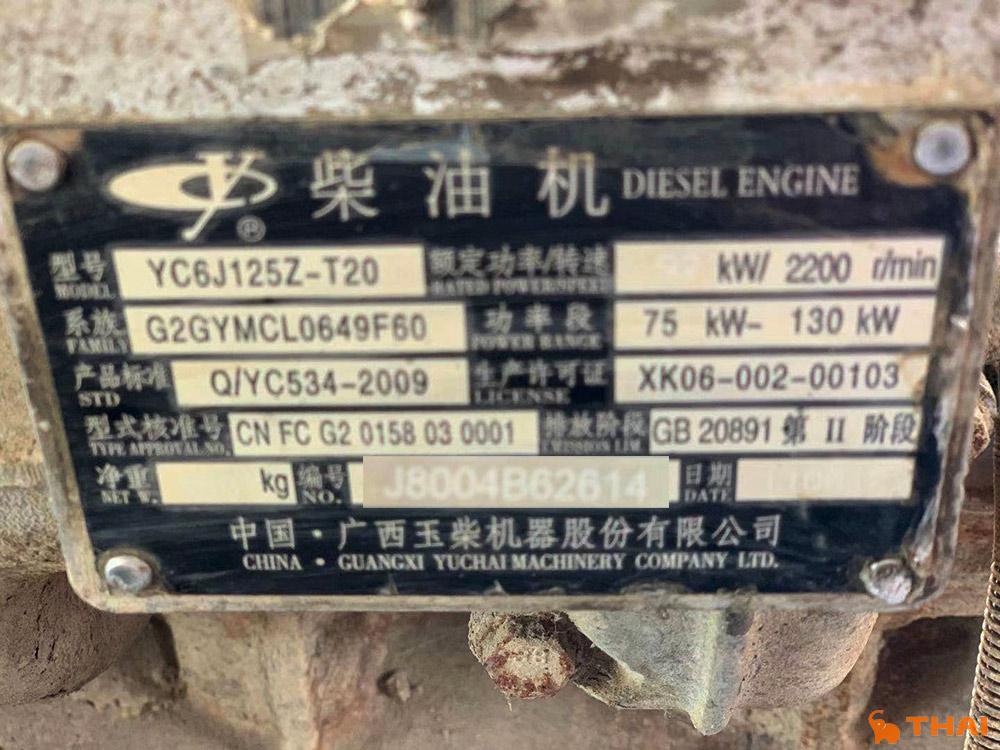 柴油机 DIESEL ENGINE
®
型号 YC6J125Z-T20 额定功率/转速 kW/ 2200 r/min
MODEL RATED POWER/SPEED
系族 G2GYMCL0649F60 功率段 75 kW- 130 kW
FAMILY POWER RANGE
产品标准 Q/YC534-2009 生产许可证 XK06-002-00103
STD LICENSE
型式核准号 CN FC G2 0158 03 0001 排放阶段 GB 20891 第 II 阶段
TYPE APPROVAL NO. EMISSION LIM.
净重 kg 编号 J8004B62614 日期
NET W. NO. DATE
中国·广西玉柴机器股份有限公司
CHINA · GUANGXI YUCHAI MACHINERY COMPANY LTD.
THAI